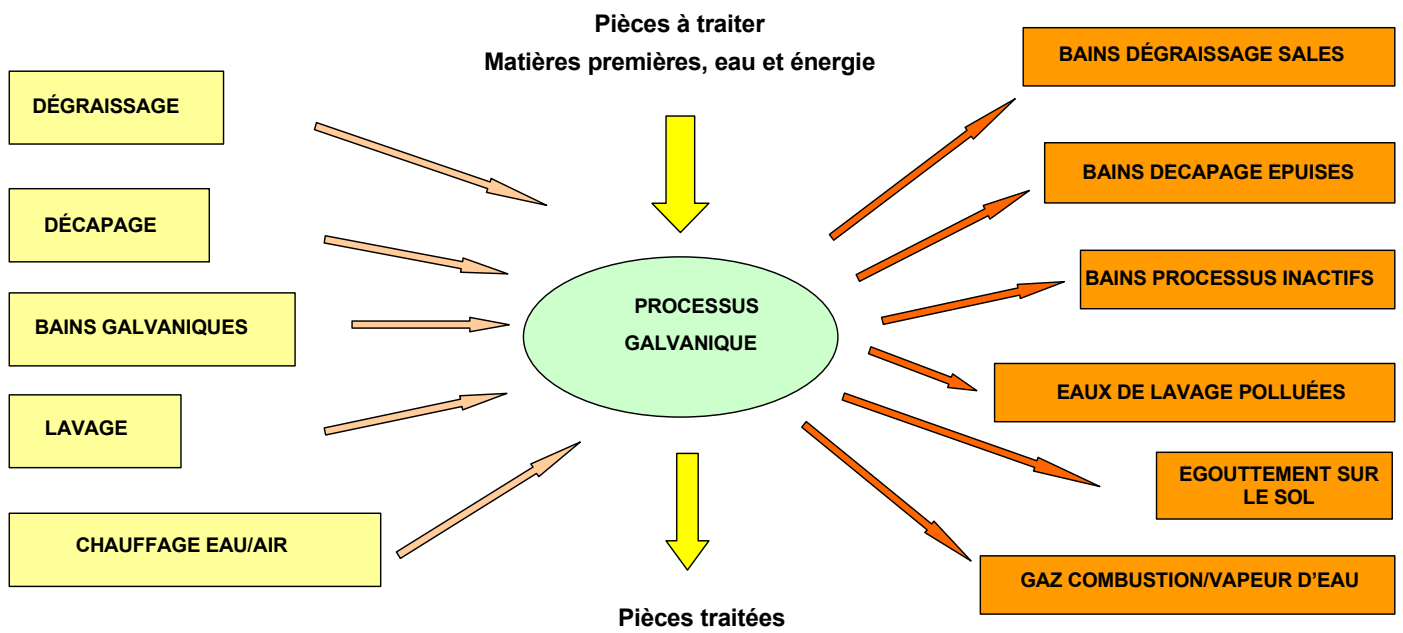 Pièces à traiter
Matières premières, eau et énergie
DÉGRAISSAGE
DÉCAPAGE
BAINS GALVANIQUES
LAVAGE
CHAUFFAGE EAU/AIR
PROCESSUS
GALVANIQUE
Pièces traitées
BAINS DÉGRAISSAGE SALES
BAINS DECAPAGE EPUISES
BAINS PROCESSUS INACTIFS
EAUX DE LAVAGE POLLUÉES
EGOUTTEMENT SUR
LE SOL
GAZ COMBUSTION/VAPEUR D’EAU